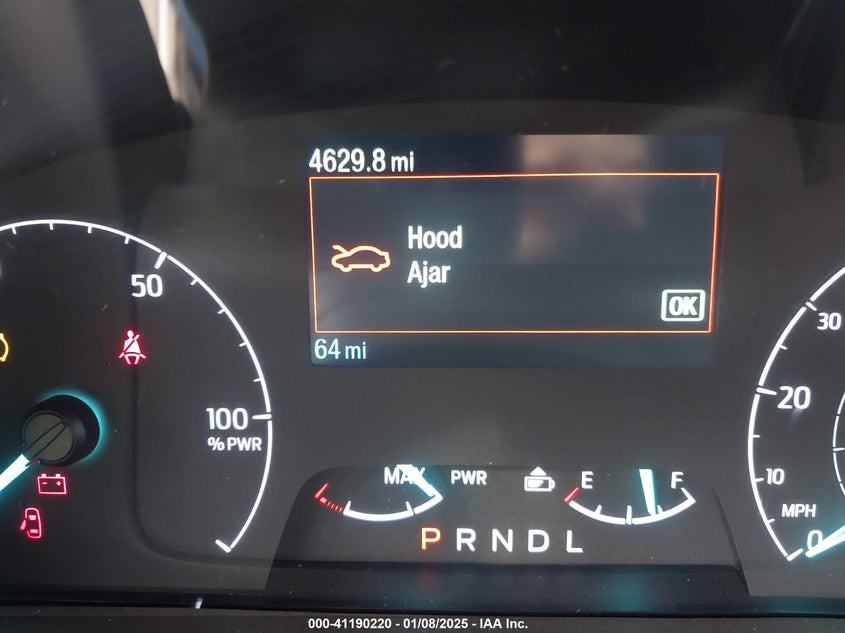 4629.8 mi
Hood
Ajar
OK
64 mi
50
100
% PWR
MAX PWR
E F
P R N D L
30
20
10
MPH
0
000-41190220 - 01/08/2025 - IAA Inc.